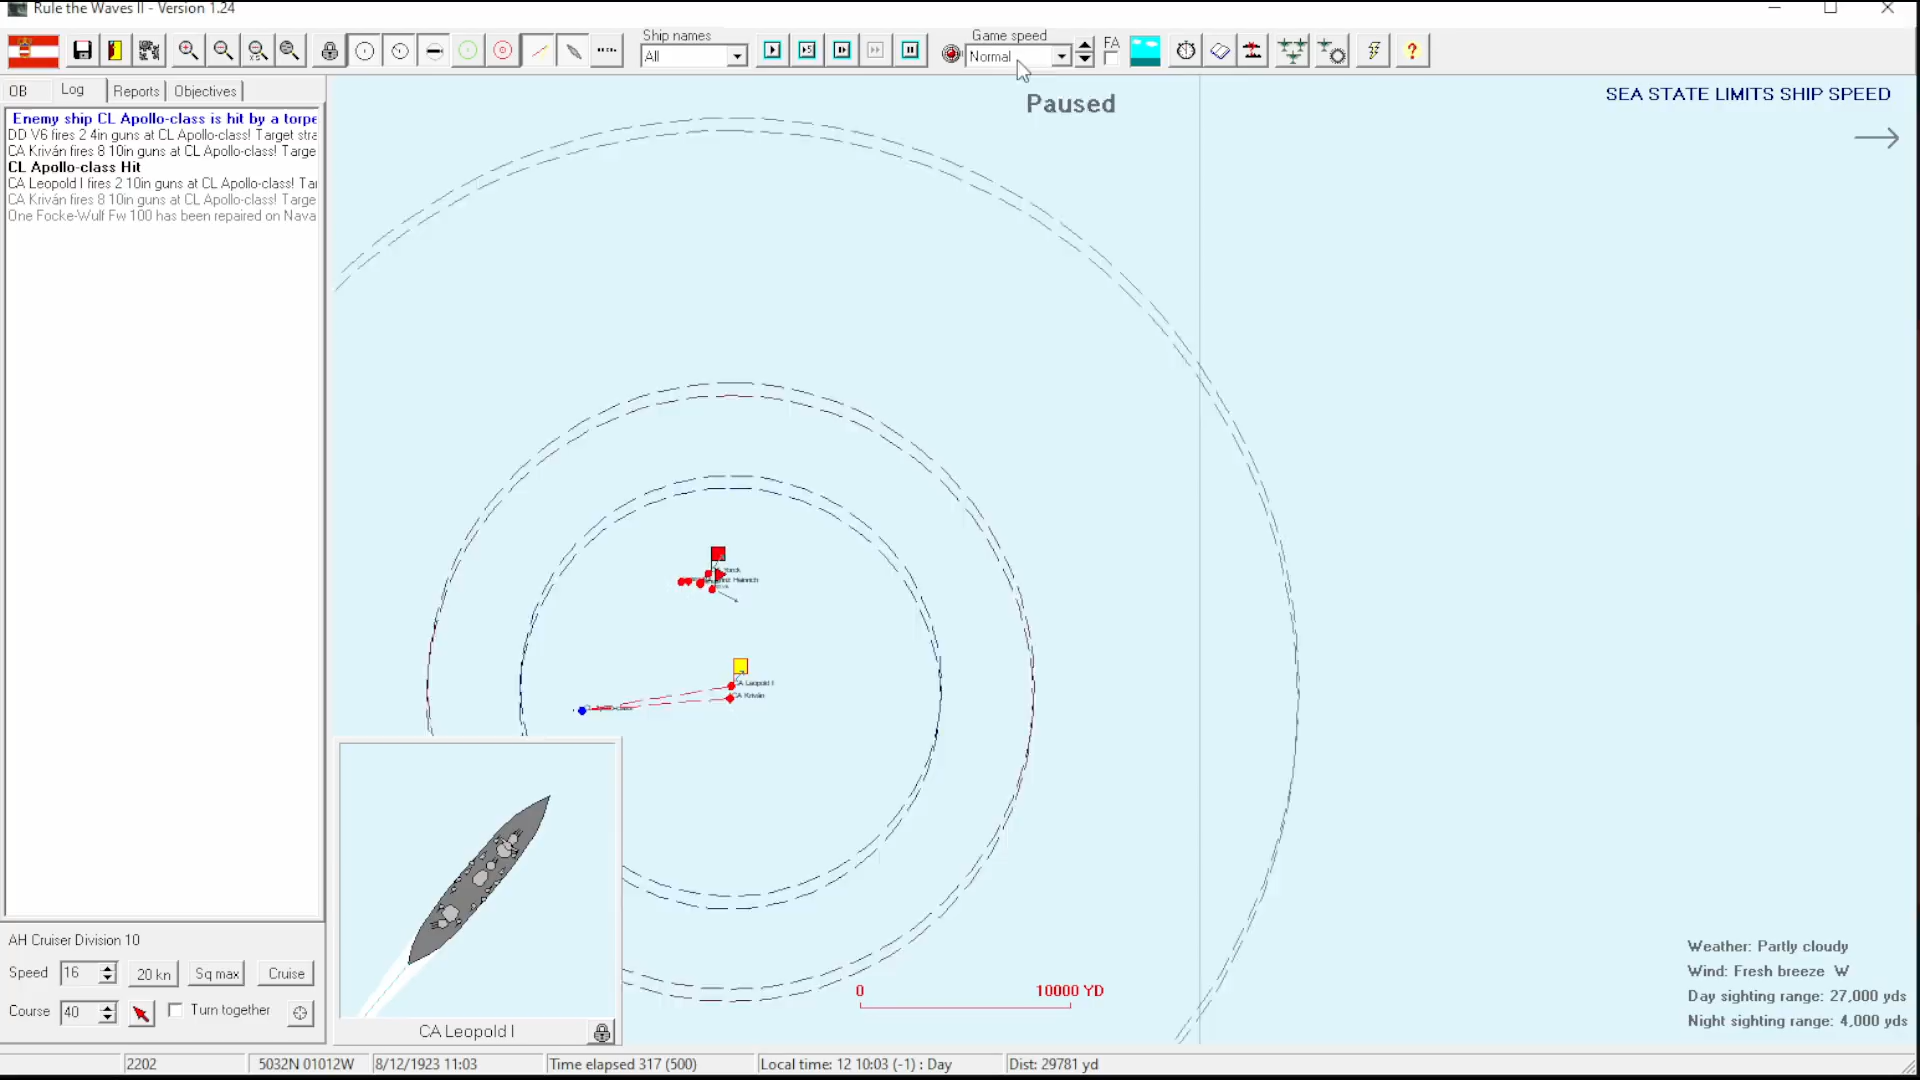 Rule the Waves II - Version 1.24
Ship names
All
Game speed
Normal
FA
OB
Log
Reports
Objectives
Paused
SEA STATE LIMITS SHIP SPEED
Enemy ship CL Apollo-class is hit by a torpe
DD V6 fires 2 4in guns at CL Apollo-class! Target stra
CA Kriván fires 8 10in guns at CL Apollo-class! Targe
CL Apollo-class Hit
CA Leopold I fires 2 10in guns at CL Apollo-class! Tar
CA Kriván fires 8 10in guns at CL Apollo-class! Targe
One Focke-Wulf Fw 100 has been repaired on Nava
CA Leopold I
CA Kriván
AH Cruiser Division 10
Speed 16 20 kn Sq max Cruise
Course 40 Turn together
CA Leopold I
0 10000 YD
Weather: Partly cloudy
Wind: Fresh breeze W
Day sighting range: 27,000 yds
Night sighting range: 4,000 yds
2202 5032N 01012W 8/12/1923 11:03 Time elapsed 317 (500) Local time: 12 10:03 (-1) : Day Dist: 29781 yd